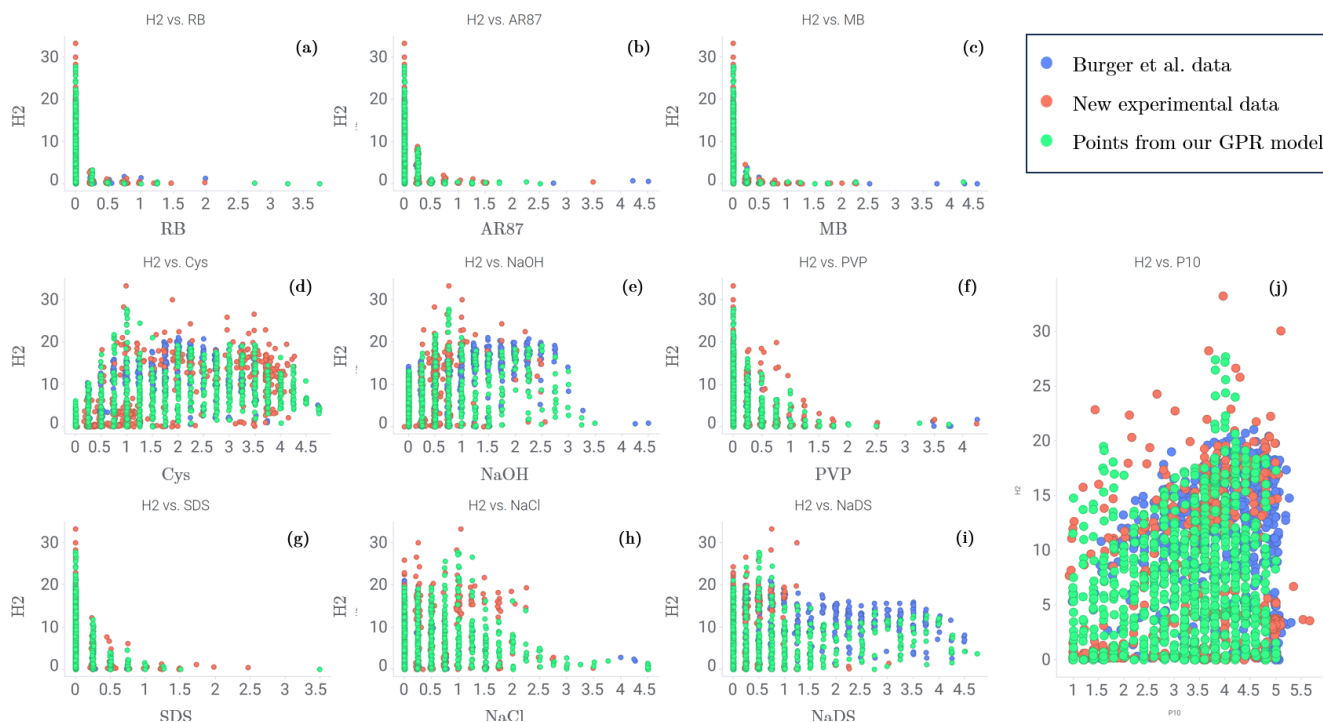 H2 vs. RB
(a)
H2
30
20
10
0
0 0.5 1 1.5 2 2.5 3 3.5
RB
H2 vs. AR87
(b)
H2
30
20
10
0
0 0.5 1 1.5 2 2.5 3 3.5 4 4.5
AR87
H2 vs. MB
(c)
H2
30
20
10
0
0 0.5 1 1.5 2 2.5 3 3.5 4 4.5
MB
Burger et al. data
New experimental data
Points from our GPR model
H2 vs. Cys
(d)
H2
30
20
10
0
0 0.5 1 1.5 2 2.5 3 3.5 4 4.5
Cys
H2 vs. NaOH
(e)
H2
30
20
10
0
0 0.5 1 1.5 2 2.5 3 3.5 4 4.5
NaOH
H2 vs. PVP
(f)
H2
30
20
10
0
0 0.5 1 1.5 2 2.5 3 3.5 4
PVP
H2 vs. SDS
(g)
H2
30
20
10
0
0 0.5 1 1.5 2 2.5 3 3.5
SDS
H2 vs. NaCl
(h)
H2
30
20
10
0
0 0.5 1 1.5 2 2.5 3 3.5 4 4.5
NaCl
H2 vs. NaDS
(i)
H2
30
20
10
0
0 0.5 1 1.5 2 2.5 3 3.5 4 4.5
NaDS
H2 vs. P10
(j)
H2
30
25
20
15
10
5
0
1 1.5 2 2.5 3 3.5 4 4.5 5 5.5
P10